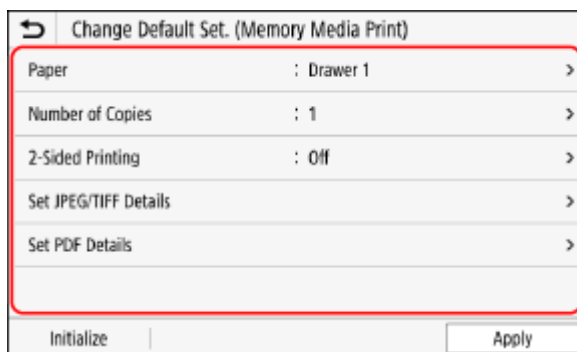 Change Default Set. (Memory Media Print)
Paper : Drawer 1
Number of Copies : 1
2-Sided Printing : Off
Set JPEG/TIFF Details
Set PDF Details
Initialize Apply